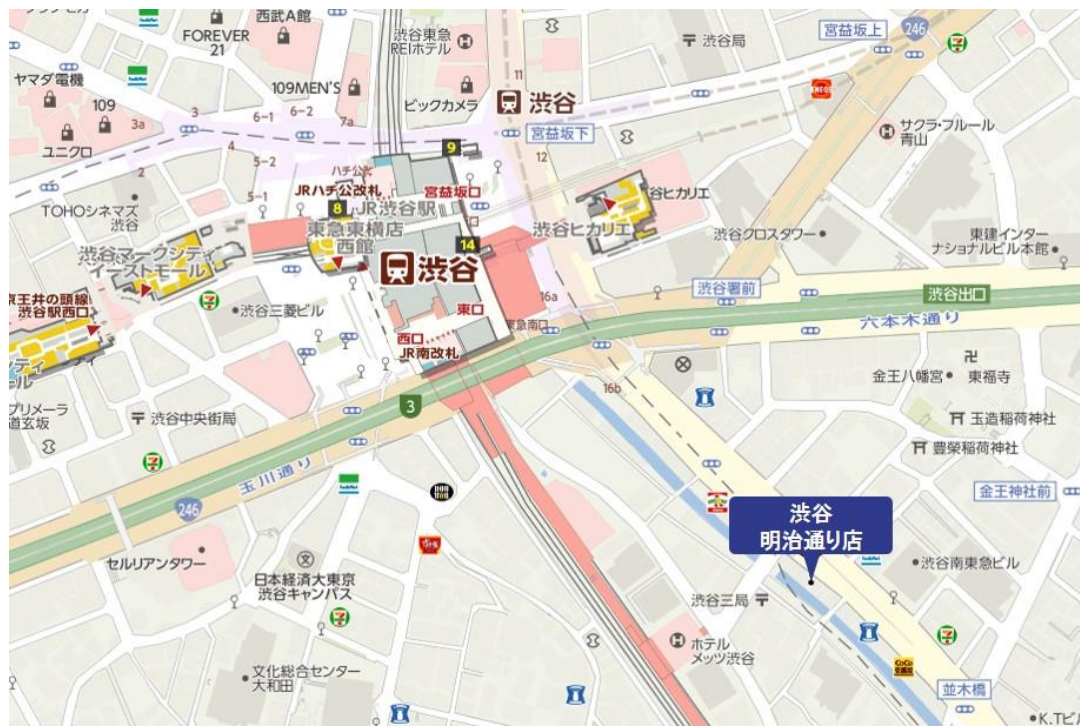 西武A館
渋谷東急
REIホテル
宮益坂上
246
FOREVER
21
渋谷局
ヤマダ電機
109MEN'S
ビックカメラ
渋谷
109
11
ENEOS
3
3a
6-1
6-2
7a
宮益坂下
サクラ・フルール
青山
ユニクロ
4
9
12
2
5-2
ハチ公
JRハチ公改札
宮益坂口
5-1
TOHOシネマズ
渋谷
8
JR渋谷駅
谷ヒカリエ
東急東横店
西館
渋谷ヒカリエ
渋谷クロスタワー
東建インター
ナショナルビル本館
渋谷マークシティ
イーストモール
14
渋谷
京王井の頭線
渋谷駅西口
渋谷三菱ビル
16a
東口
渋谷署前
渋谷出口
六本木通り
西口
東急南口
JR南改札
ティ
シティ
ール
16b
金王八幡宮
東福寺
プリメーラ
道玄坂
渋谷中央街局
3
玉造稲荷神社
豊榮稲荷神社
玉川通り
246
金王神社前
渋谷
明治通り店
セルリアンタワー
日本経済大東京
渋谷キャンパス
渋谷南東急ビル
渋谷三局
ホテル
メッツ渋谷
文化総合センター
大和田
並木橋
K.Tビ